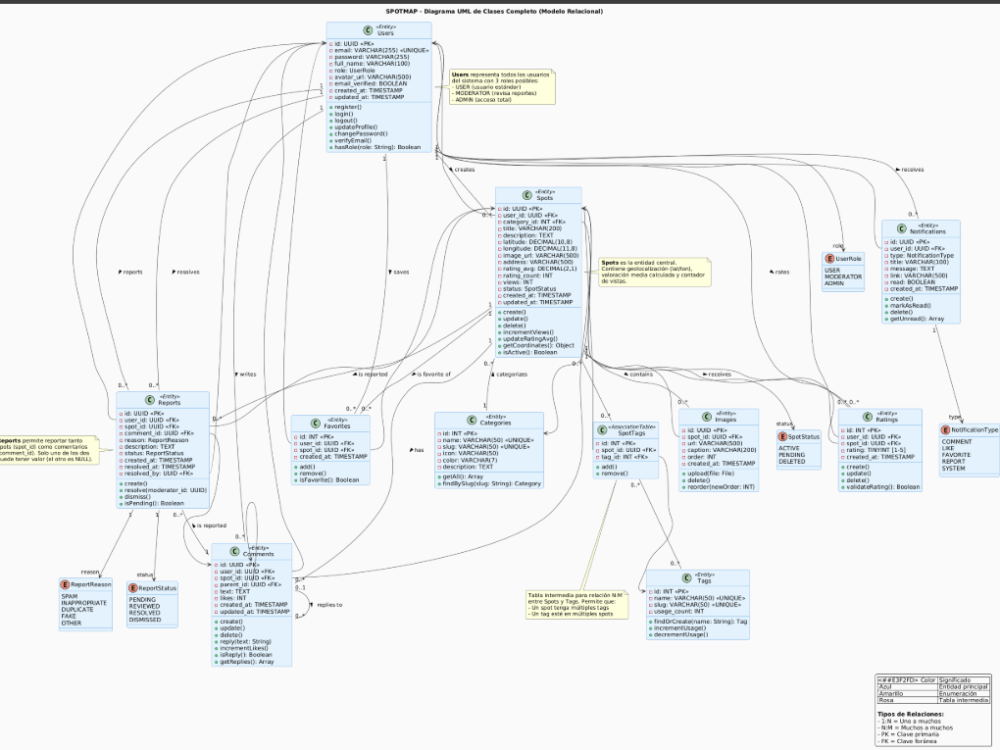 SPOTMAP - Diagrama UML de Clases Completo (Modelo Relacional)
C
«Entity»
Users
id: UUID «PK»
email: VARCHAR(255) «UNIQUE»
password: VARCHAR(255)
full_name: VARCHAR(100)
role: UserRole
avatar_url: VARCHAR(500)
email_verified: BOOLEAN
created_at: TIMESTAMP
updated_at: TIMESTAMP
register()
login()
logout()
updateProfile()
changePassword()
verifyEmail()
hasRole(role: String): Boolean
Users representa todos los usuarios
del sistema con 3 roles posibles:
- USER (usuario estándar)
- MODERATOR (revisa reportes)
- ADMIN (acceso total)
creates
receives
C
«Entity»
Spots
id: UUID «PK»
user_id: UUID «FK»
category_id: INT «FK»
title: VARCHAR(200)
description: TEXT
latitude: DECIMAL(10,8)
longitude: DECIMAL(11,8)
image_url: VARCHAR(500)
address: VARCHAR(500)
rating_avg: DECIMAL(2,1)
rating_count: INT
views: INT
status: SpotStatus
created_at: TIMESTAMP
updated_at: TIMESTAMP
create()
update()
delete()
incrementViews()
updateRatingAvg()
getCoordinates(): Object
isActive(): Boolean
Spots es la entidad central.
Contiene geolocalización (lat/lon),
valoración media calculada y contador
de vistas.
role
E
UserRole
USER
MODERATOR
ADMIN
0..*
C
«Entity»
Notifications
id: UUID «PK»
user_id: UUID «FK»
type: NotificationType
title: VARCHAR(100)
message: TEXT
link: VARCHAR(500)
read: BOOLEAN
created_at: TIMESTAMP
create()
markAsRead()
delete()
getUnread(): Array
reports
resolves
saves
rates
writes
is reported
is favorite of
categorizes
contains
receives
C
«Entity»
Reports
id: UUID «PK»
user_id: UUID «FK»
spot_id: UUID «FK»
comment_id: UUID «FK»
reason: ReportReason
description: TEXT
status: ReportStatus
created_at: TIMESTAMP
resolved_at: TIMESTAMP
resolved_by: UUID «FK»
create()
resolve(moderator_id: UUID)
dismiss()
isPending(): Boolean
eports permite reportar tanto
pots (spot_id) como comentarios
comment_id). Solo uno de los dos
uede tener valor (el otro es NULL).
C
«Entity»
Favorites
id: INT «PK»
user_id: UUID «FK»
spot_id: UUID «FK»
created_at: TIMESTAMP
add()
remove()
isFavorite(): Boolean
has
C
«Entity»
Categories
id: INT «PK»
name: VARCHAR(50) «UNIQUE»
slug: VARCHAR(50) «UNIQUE»
icon: VARCHAR(50)
color: VARCHAR(7)
description: TEXT
getAll(): Array
findBySlug(slug: String): Category
C
«AssociationTable»
SpotTags
id: INT «PK»
spot_id: UUID «FK»
tag_id: INT «FK»
add()
remove()
C
«Entity»
Images
id: UUID «PK»
spot_id: UUID «FK»
url: VARCHAR(500)
caption: VARCHAR(200)
order: INT
created_at: TIMESTAMP
upload(file: File)
delete()
reorder(newOrder: INT)
status
E
SpotStatus
ACTIVE
PENDING
DELETED
C
«Entity»
Ratings
id: UUID «PK»
user_id: UUID «FK»
spot_id: UUID «FK»
rating: TINYINT [1-5]
created_at: TIMESTAMP
create()
update()
delete()
validateRating(): Boolean
type
E
NotificationType
COMMENT
LIKE
FAVORITE
REPORT
SYSTEM
is reported
reason
E
ReportReason
SPAM
INAPPROPRIATE
DUPLICATE
FAKE
OTHER
status
E
ReportStatus
PENDING
REVIEWED
RESOLVED
DISMISSED
C
«Entity»
Comments
id: UUID «PK»
user_id: UUID «FK»
spot_id: UUID «FK»
parent_id: UUID «FK»
text: TEXT
likes: INT
created_at: TIMESTAMP
updated_at: TIMESTAMP
create()
update()
delete()
reply(text: String)
incrementLikes()
isReply(): Boolean
getReplies(): Array
0..1
replies to
0..*
Tabla intermedia para relación N:M
entre Spots y Tags. Permite que:
- Un spot tenga múltiples tags
- Un tag esté en múltiples spots
0..*
C
«Entity»
Tags
id: INT «PK»
name: VARCHAR(50) «UNIQUE»
slug: VARCHAR(50) «UNIQUE»
usage_count: INT
findOrCreate(name: String): Tag
incrementUsage()
decrementUsage()
<##E3F2FD> Color Significado
Azul Entidad principal
Amarillo Enumeración
Rosa Tabla intermedia
Tipos de Relaciones:
- 1:N = Uno a muchos
- N:M = Muchos a muchos
- PK = Clave primaria
- FK = Clave foránea